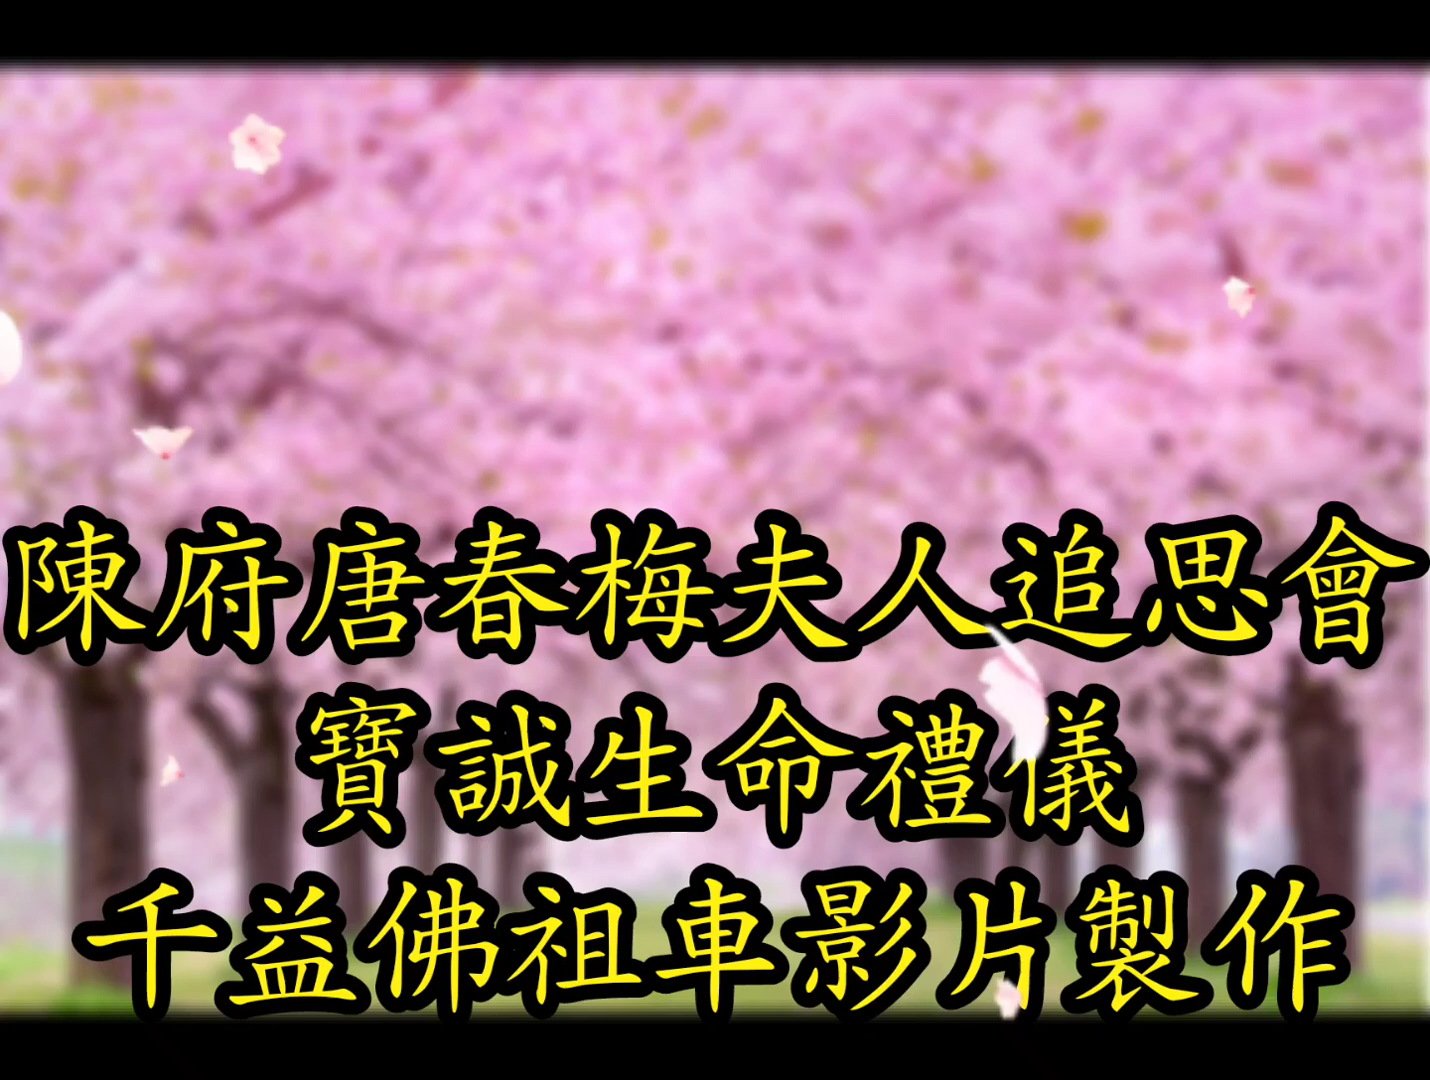 陳府唐春梅夫人追思會
寶誠生命禮儀
千益佛祖車影片製作